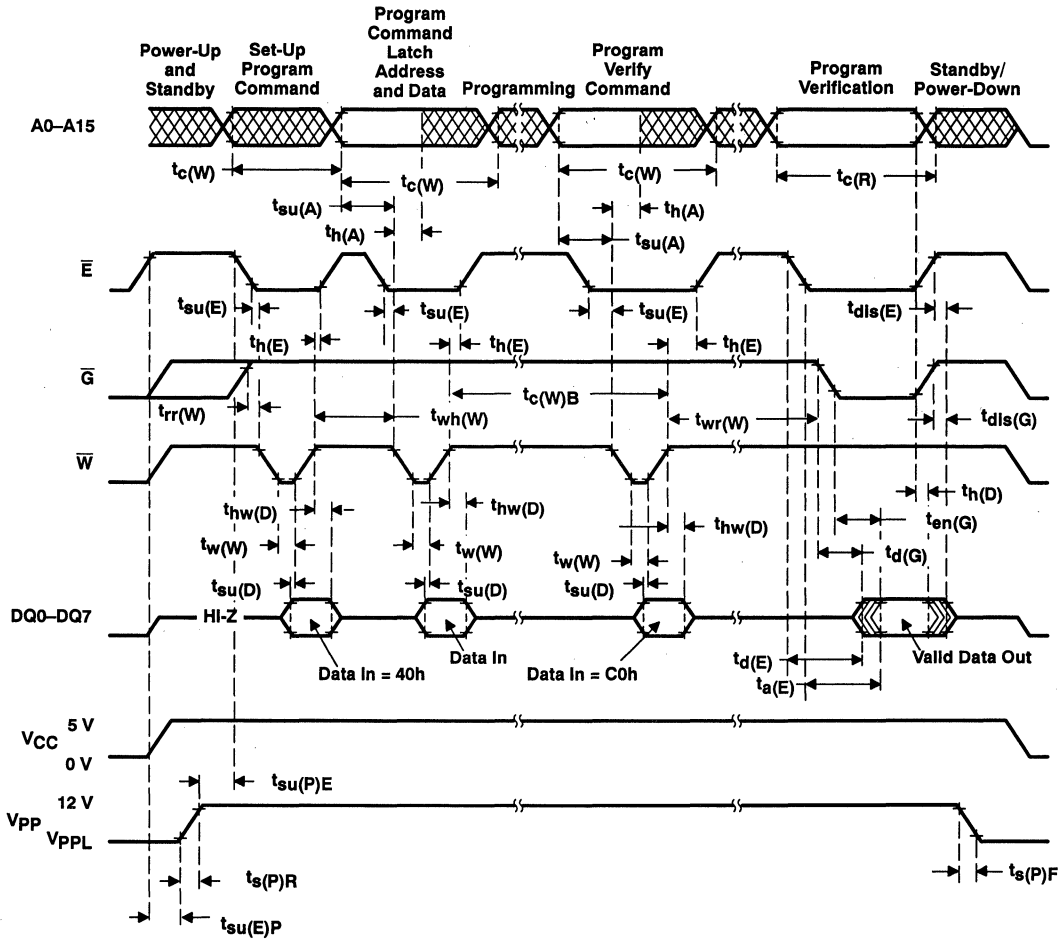 Power-Up
and
Standby
Set-Up
Program
Command
Program
Command
Latch
Address
and Data
Programming
Program
Verify
Command
Program
Verification
Standby/
Power-Down
A0–A15
tc(W)
tc(W)
tc(W)
tc(R)
tsu(A)
th(A)
th(A)
tsu(A)
E
tsu(E)
tsu(E)
tsu(E)
tdis(E)
th(E)
th(E)
th(E)
G
tc(W)B
trr(W)
twh(W)
twr(W)
tdis(G)
W
thw(D)
thw(D)
thw(D)
th(D)
ten(G)
tw(W)
tw(W)
tw(W)
td(G)
tsu(D)
tsu(D)
tsu(D)
DQ0–DQ7
HI-Z
Data In = 40h
Data In
Data In = C0h
Valid Data Out
td(E)
ta(E)
VCC
5 V
0 V
tsu(P)E
VPP
12 V
VPPL
ts(P)R
ts(P)F
tsu(E)P